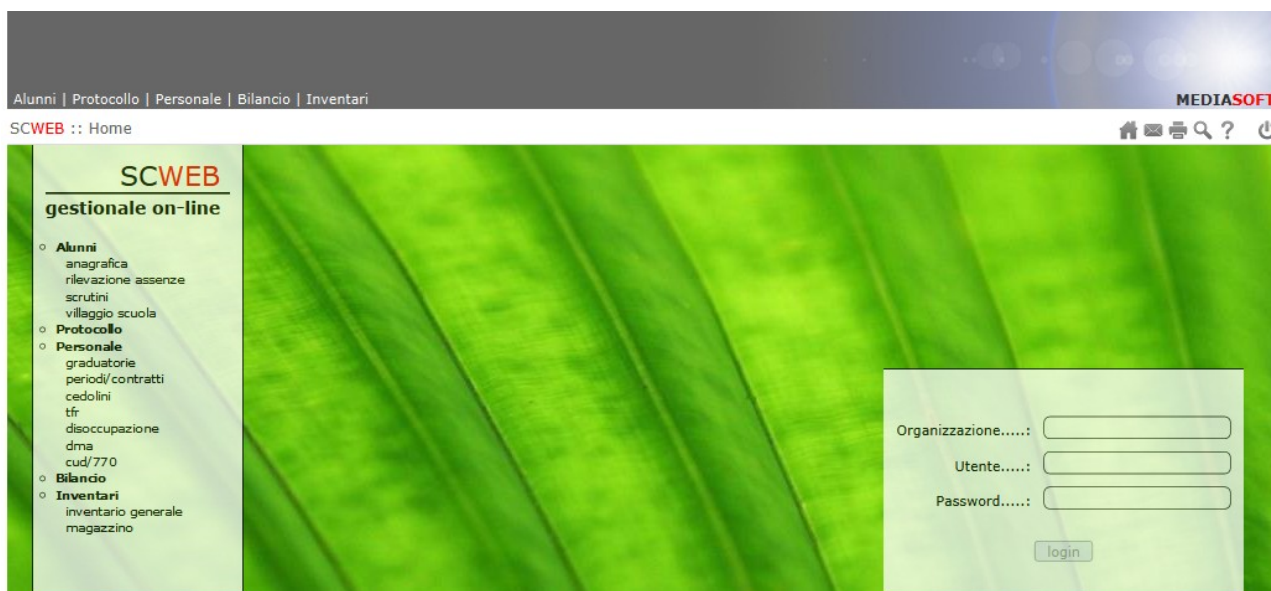 Alunni | Protocollo | Personale | Bilancio | Inventari
MEDIASOFT
SCWEB :: Home
SCWEB
gestionale on-line
Alunni
anagrafica
rilevazione assenze
scrutini
villaggio scuola
Protocollo
Personale
graduatorie
periodi/contratti
cedolini
tfr
disoccupazione
dma
cud/770
Bilancio
Inventari
inventario generale
magazzino
Organizzazione.....:
Utente.....:
Password.....:
login